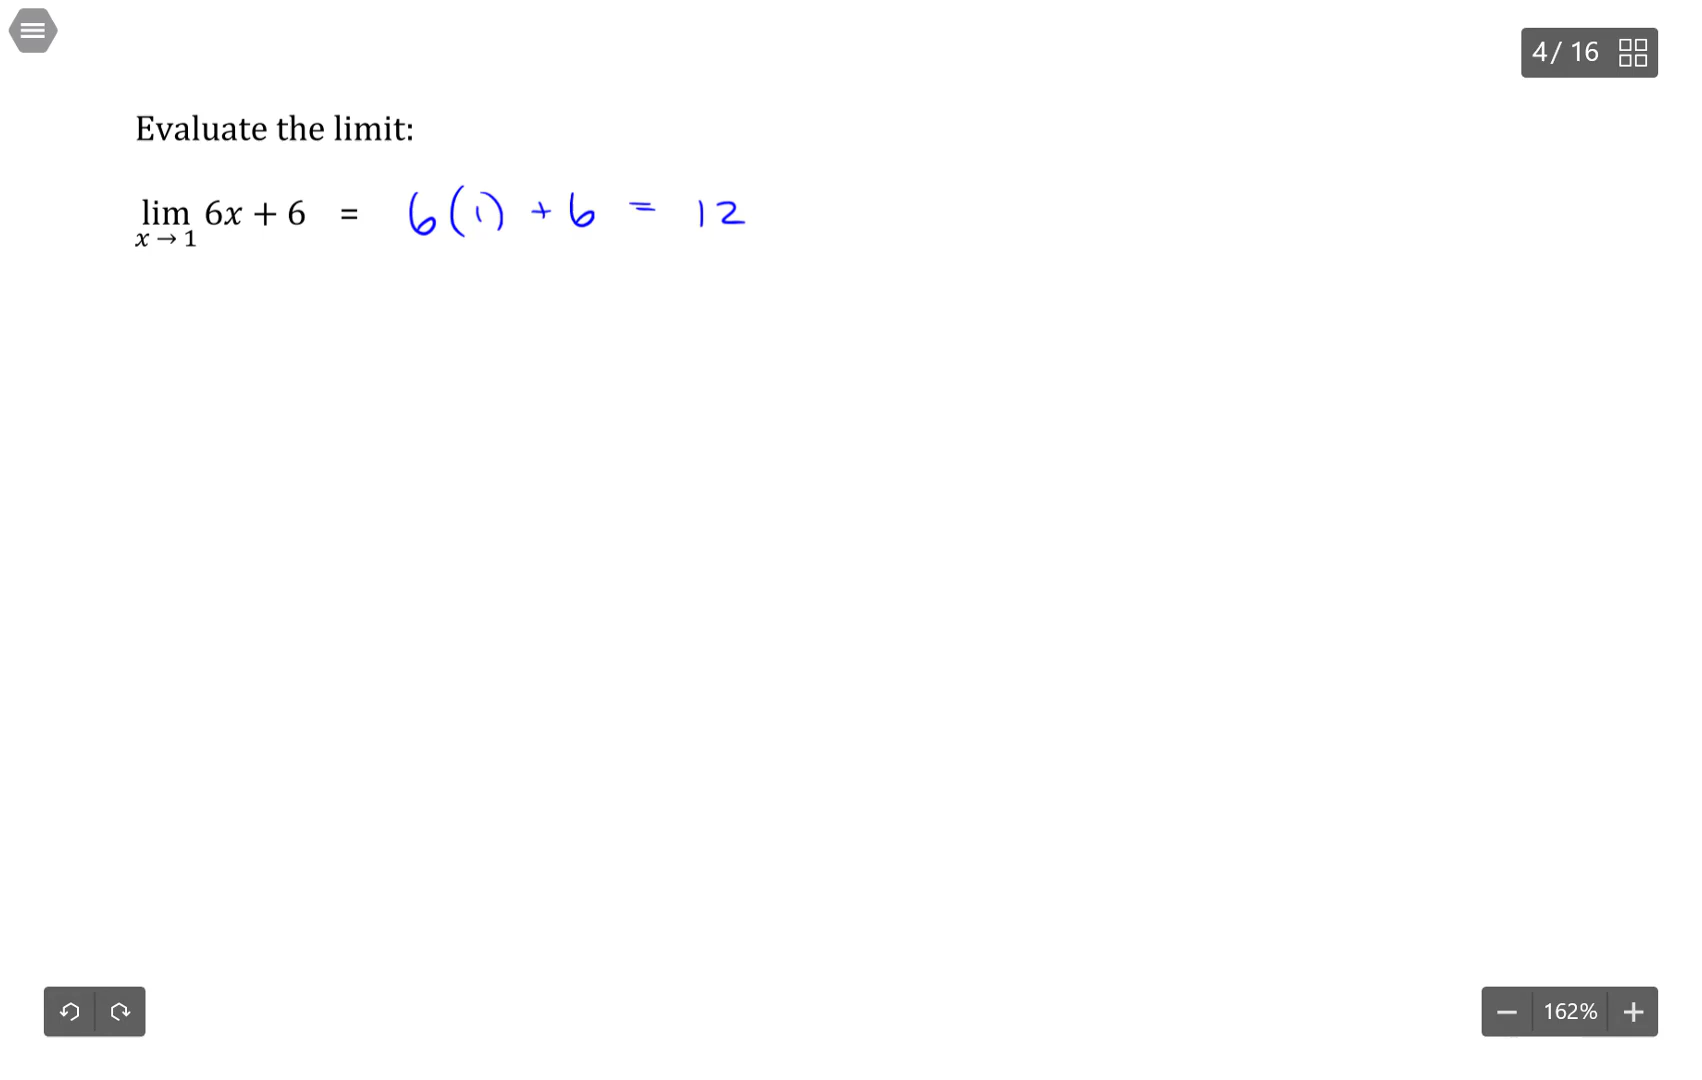 4/ 16
Evaluate the limit:
lim 6x + 6 = 6(1) + 6 = 12
x → 1
162%